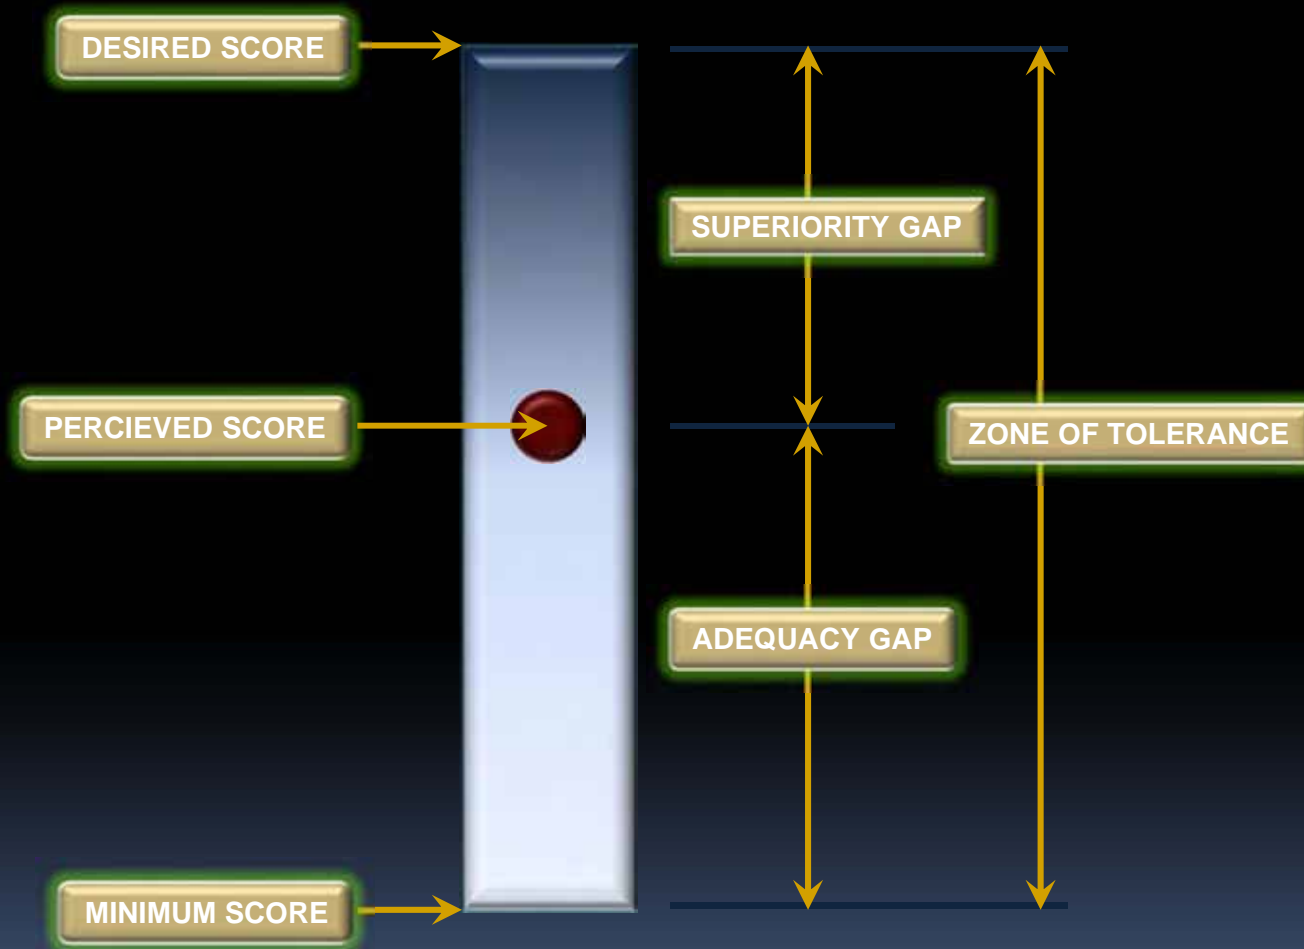 DESIRED SCORE
SUPERIORITY GAP
PERCIEVED SCORE
ZONE OF TOLERANCE
ADEQUACY GAP
MINIMUM SCORE